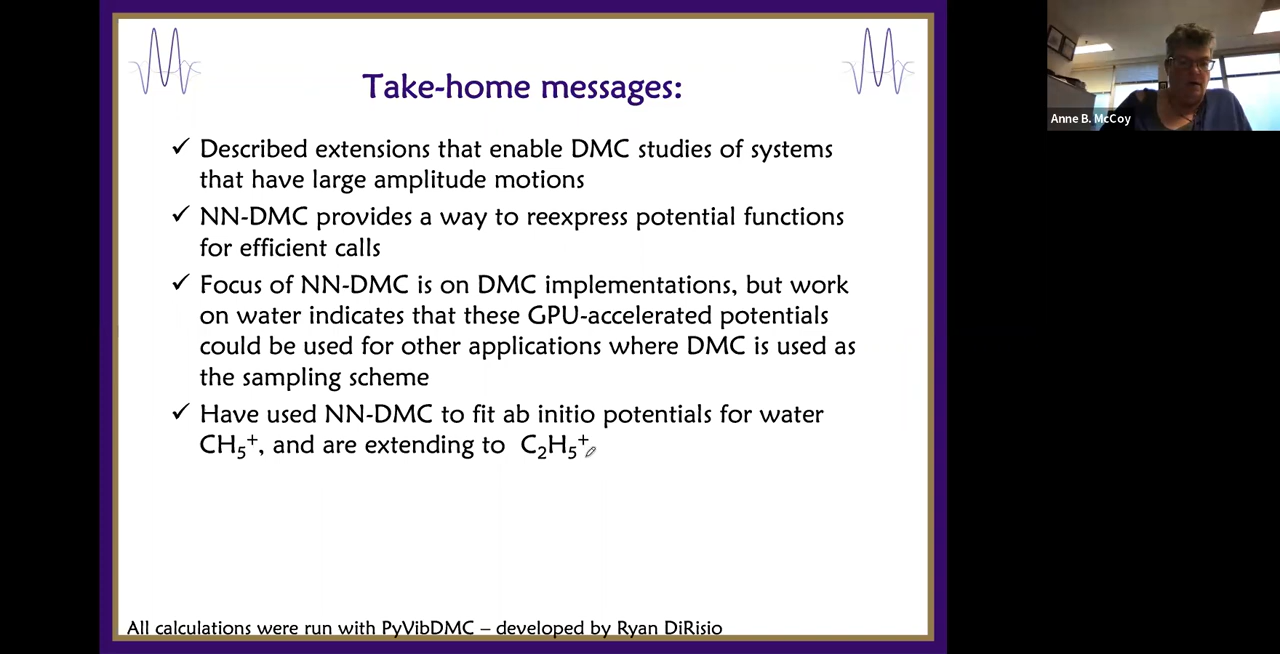 Take-home messages:
✓ Described extensions that enable DMC studies of systems
that have large amplitude motions
✓ NN-DMC provides a way to reexpress potential functions
for efficient calls
✓ Focus of NN-DMC is on DMC implementations, but work
on water indicates that these GPU-accelerated potentials
could be used for other applications where DMC is used as
the sampling scheme
✓ Have used NN-DMC to fit ab initio potentials for water
CH₅⁺, and are extending to C₂H₅⁺
All calculations were run with PyVibDMC – developed by Ryan DiRisio
Anne B. McCoy